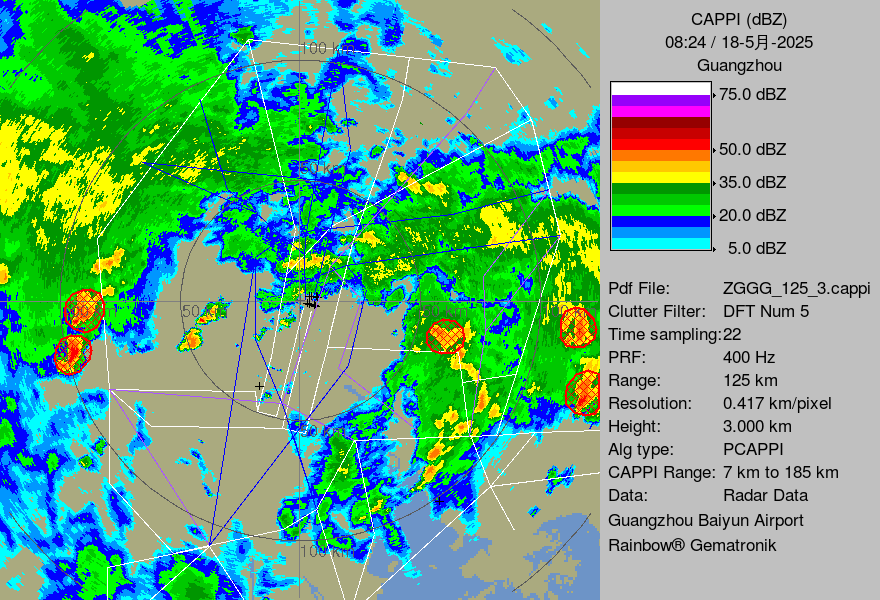 CAPPI (dBZ)
08:24 / 18-5月-2025
Guangzhou
75.0 dBZ
50.0 dBZ
35.0 dBZ
20.0 dBZ
5.0 dBZ
Pdf File: ZGGG_125_3.cappi
Clutter Filter: DFT Num 5
Time sampling:22
PRF: 400 Hz
Range: 125 km
Resolution: 0.417 km/pixel
Height: 3.000 km
Alg type: PCAPPI
CAPPI Range: 7 km to 185 km
Data: Radar Data
Guangzhou Baiyun Airport
Rainbow® Gematronik
100 km
50 km
100 km